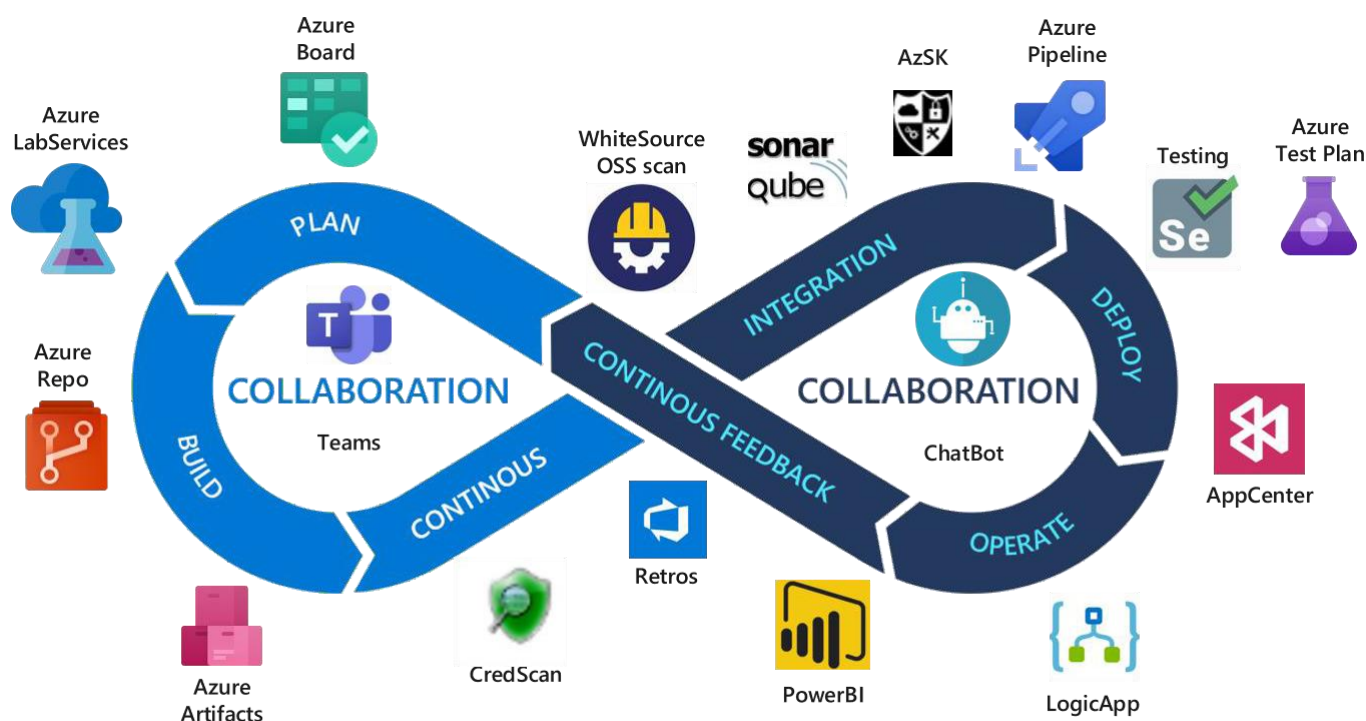 Azure
Board
Azure
LabServices
WhiteSource
OSS scan
sonar
qube
AzSK
Azure
Pipeline
Testing
Se
Azure
Test Plan
PLAN
INTEGRATION
DEPLOY
T
COLLABORATION
Teams
Azure
Repo
BUILD
CONTINOUS
CONTINOUS FEEDBACK
COLLABORATION
ChatBot
AppCenter
OPERATE
Retros
Azure
Artifacts
CredScan
PowerBI
LogicApp